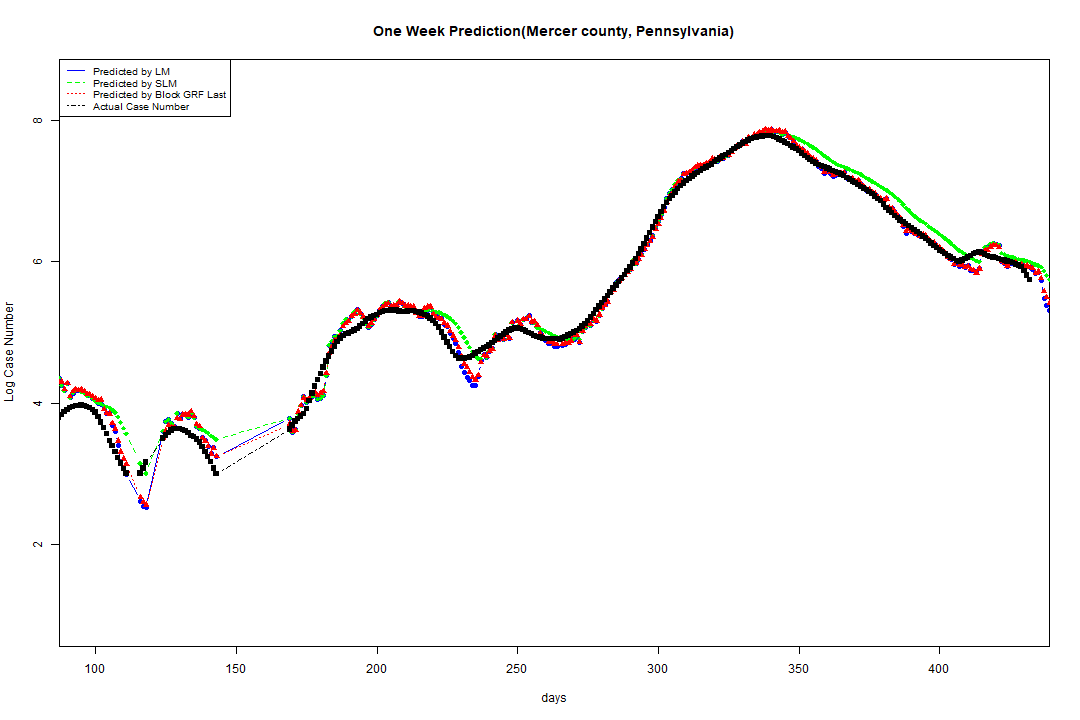 One Week Prediction(Mercer county, Pennsylvania)
Predicted by LM
Predicted by SLM
Predicted by Block GRF Last
Actual Case Number
8
6
4
2
Log Case Number
100 150 200 250 300 350 400
days